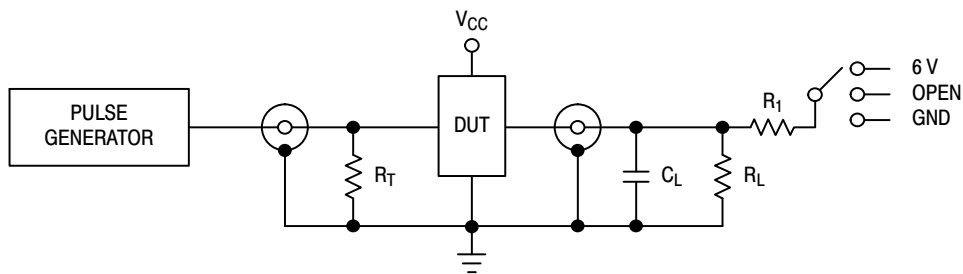 V_CC
PULSE
GENERATOR
R_T
DUT
C_L
R_L
R_1
6 V
OPEN
GND